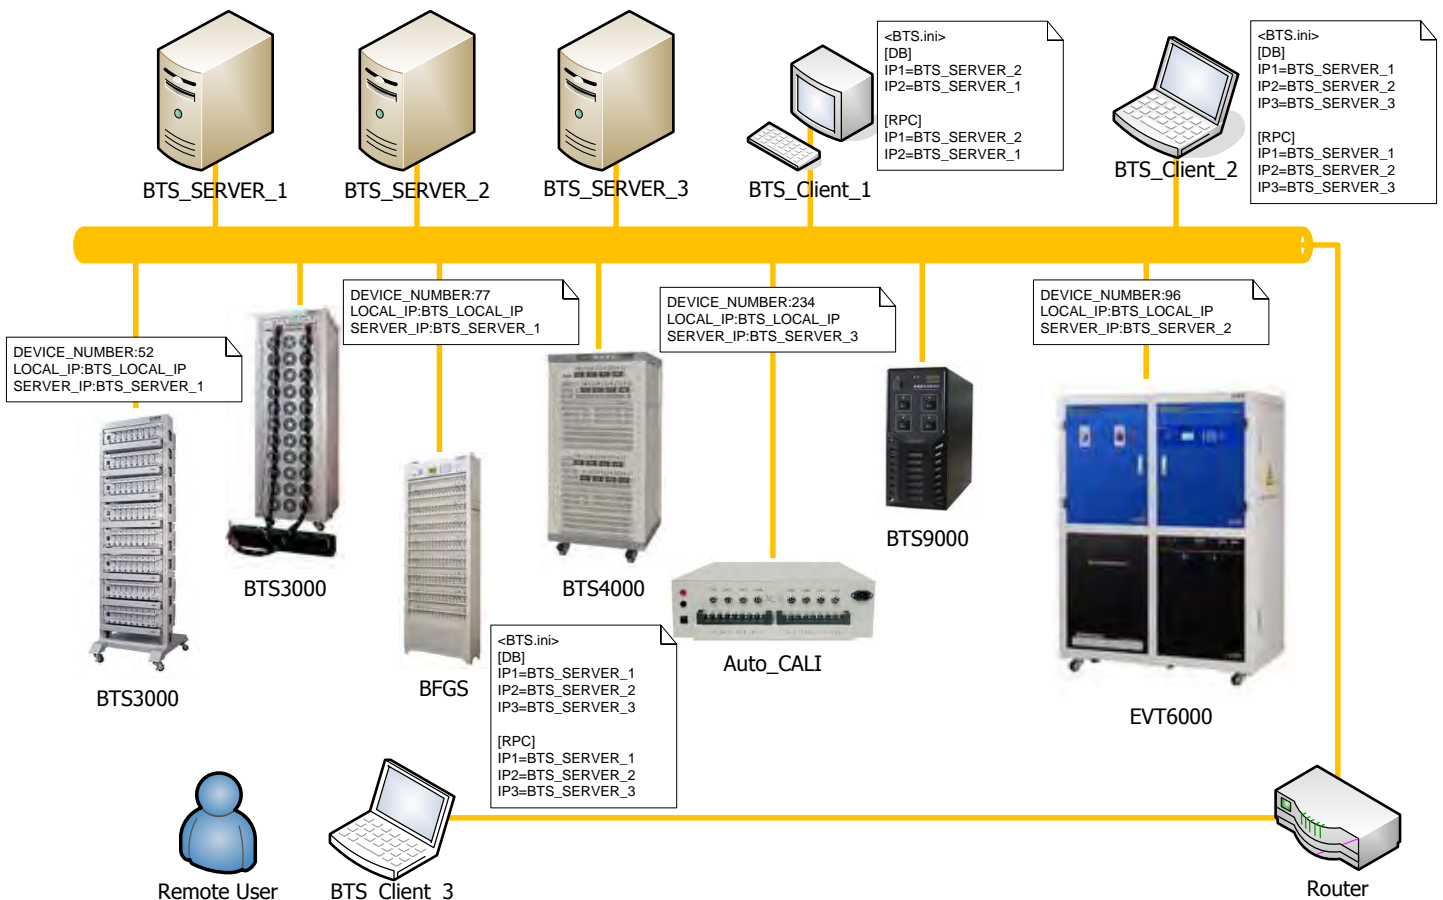 <BTS.ini>
[DB]
IP1=BTS_SERVER_2
IP2=BTS_SERVER_1
[RPC]
IP1=BTS_SERVER_2
IP2=BTS_SERVER_1
<BTS.ini>
[DB]
IP1=BTS_SERVER_1
IP2=BTS_SERVER_2
IP3=BTS_SERVER_3
[RPC]
IP1=BTS_SERVER_1
IP2=BTS_SERVER_2
IP3=BTS_SERVER_3
BTS_SERVER_1
BTS_SERVER_2
BTS_SERVER_3
BTS_Client_1
BTS_Client_2
DEVICE_NUMBER:52
LOCAL_IP:BTS_LOCAL_IP
SERVER_IP:BTS_SERVER_1
DEVICE_NUMBER:77
LOCAL_IP:BTS_LOCAL_IP
SERVER_IP:BTS_SERVER_1
DEVICE_NUMBER:234
LOCAL_IP:BTS_LOCAL_IP
SERVER_IP:BTS_SERVER_3
DEVICE_NUMBER:96
LOCAL_IP:BTS_LOCAL_IP
SERVER_IP:BTS_SERVER_2
BTS3000
BTS3000
BFGS
BTS4000
Auto_CALI
BTS9000
EVT6000
<BTS.ini>
[DB]
IP1=BTS_SERVER_1
IP2=BTS_SERVER_2
IP3=BTS_SERVER_3
[RPC]
IP1=BTS_SERVER_1
IP2=BTS_SERVER_2
IP3=BTS_SERVER_3
Remote User
BTS_Client_3
Router